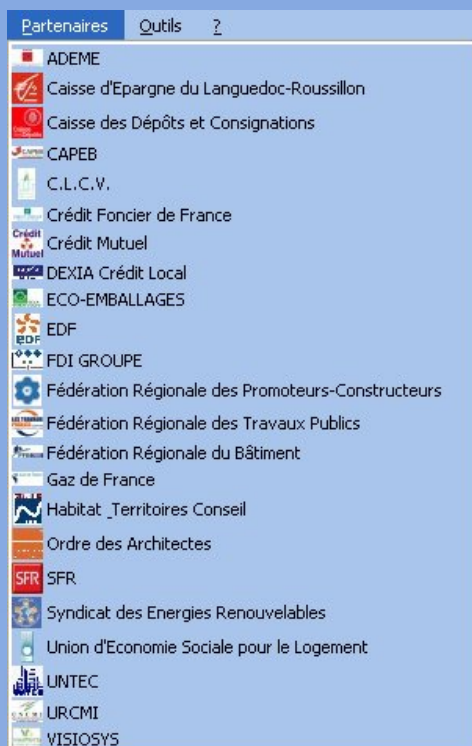 Partenaires Outils ?
ADEME
Caisse d'Epargne du Languedoc-Roussillon
Caisse des Dépôts et Consignations
CAPEB
C.L.C.V.
Crédit Foncier de France
Crédit Mutuel
DEXIA Crédit Local
ECO-EMBALLAGES
EDF
FDI GROUPE
Fédération Régionale des Promoteurs-Constructeurs
Fédération Régionale des Travaux Publics
Fédération Régionale du Bâtiment
Gaz de France
Habitat _Territoires Conseil
Ordre des Architectes
SFR SFR
Syndicat des Energies Renouvelables
Union d'Economie Sociale pour le Logement
UNTEC
URCMI
VISIOSYS